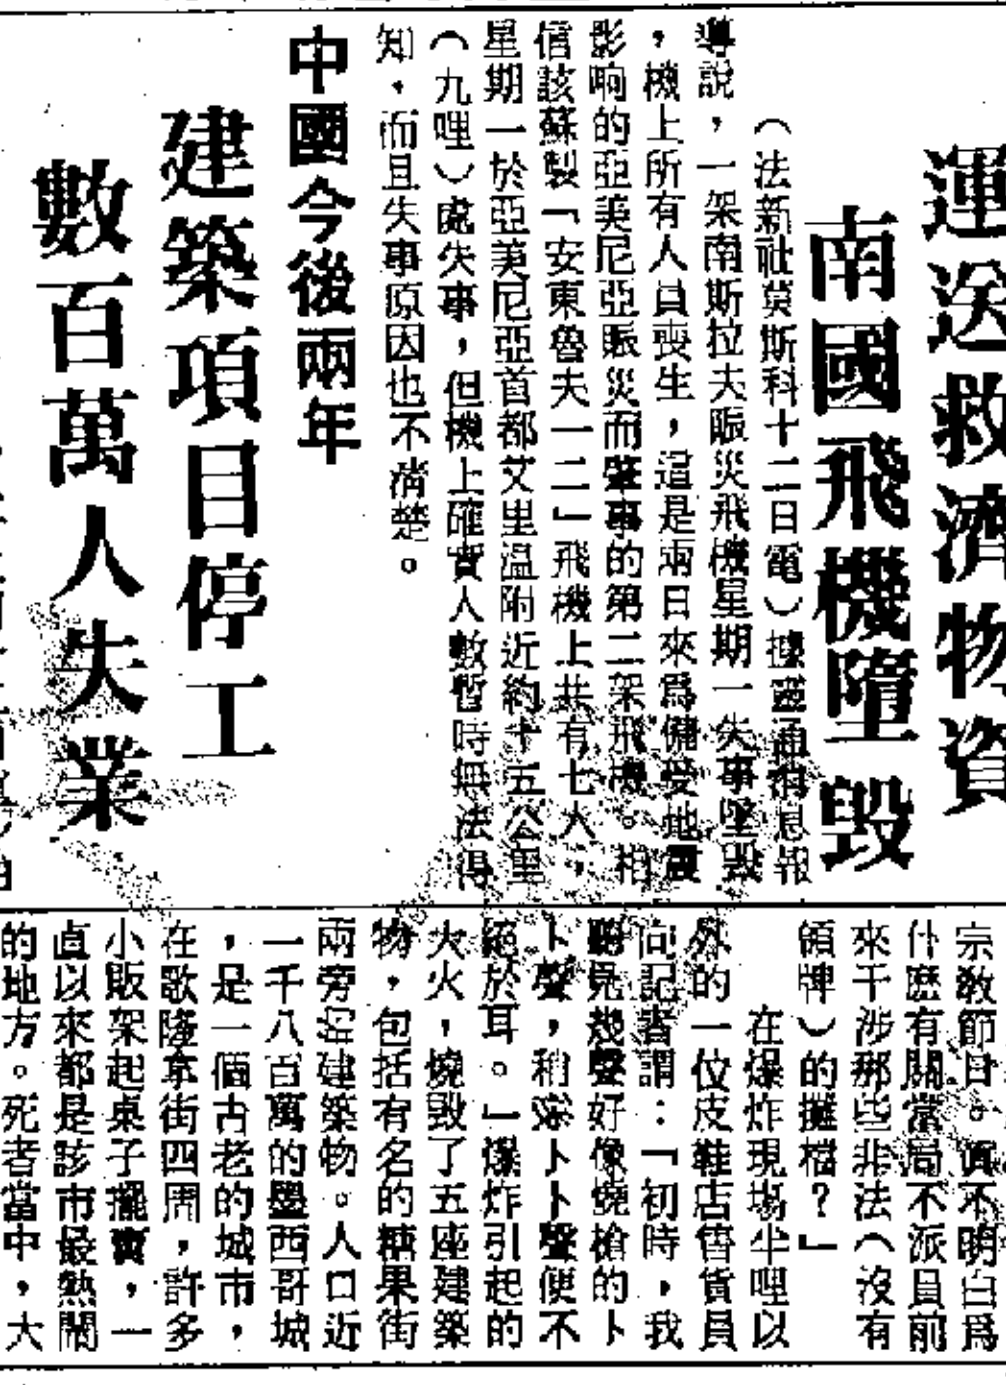 運送救濟物資
南國飛機墮毀
（法新社莫斯科十二日電）據靈通消息報
導説，一架南斯拉夫賑災飛機星期一失事墜毀
，機上所有人員喪生，這是兩日來爲備受地震
影响的亞美尼亞賑災而肇事的第二架飛機。相
信該蘇製「安東魯夫一二」飛機上共有七人，
星期一於亞美尼亞首都艾里温附近約十五公里
（九哩）處失事，但機上確實人數暫時無法得
知，而且失事原因也不清楚。
中國今後兩年
建築項目停工
數百萬人失業
宗教節日。眞不明白爲
什麽有關當局不派員前
來干涉那些非法（沒有
領牌）的攤檔？」
在爆炸現場半哩以
外的一位皮鞋店售貨員
向記者謂：「初時，我
聽見幾聲好像燒槍的卜
卜聲，稍後卜卜聲便不
絕於耳。」爆炸引起的
大火，燒毀了五座建築
物，包括有名的糖果街
兩旁沿建築物。人口近
一千八百萬的墨西哥城
，是一個古老的城市，
在歌隆拿街四周，許多
小販架起桌子擺賣，一
直以來都是該市最熱鬧
的地方。死者當中，大